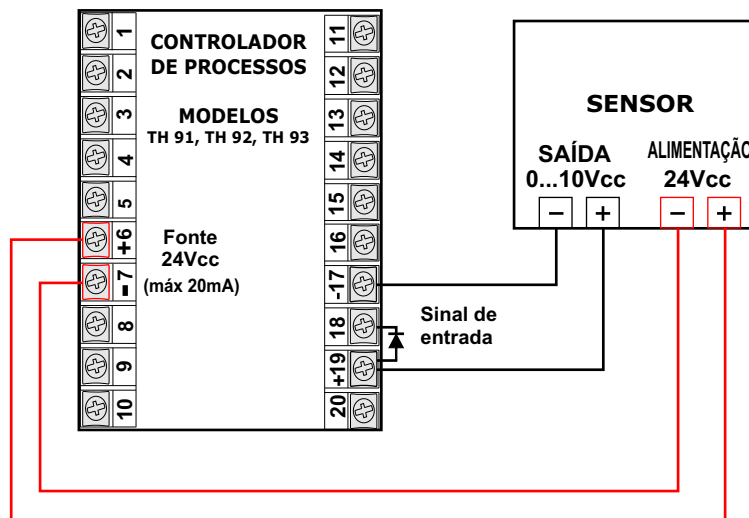 1
2
3
4
5
+6
-7
8
9
10
CONTROLADOR
DE PROCESSOS
MODELOS
TH 91, TH 92, TH 93
Fonte
24Vcc
(máx 20mA)
11
12
13
14
15
16
-17
18
+19
20
Sinal de
entrada
SENSOR
SAÍDA
0...10Vcc
− +
ALIMENTAÇÃO
24Vcc
− +